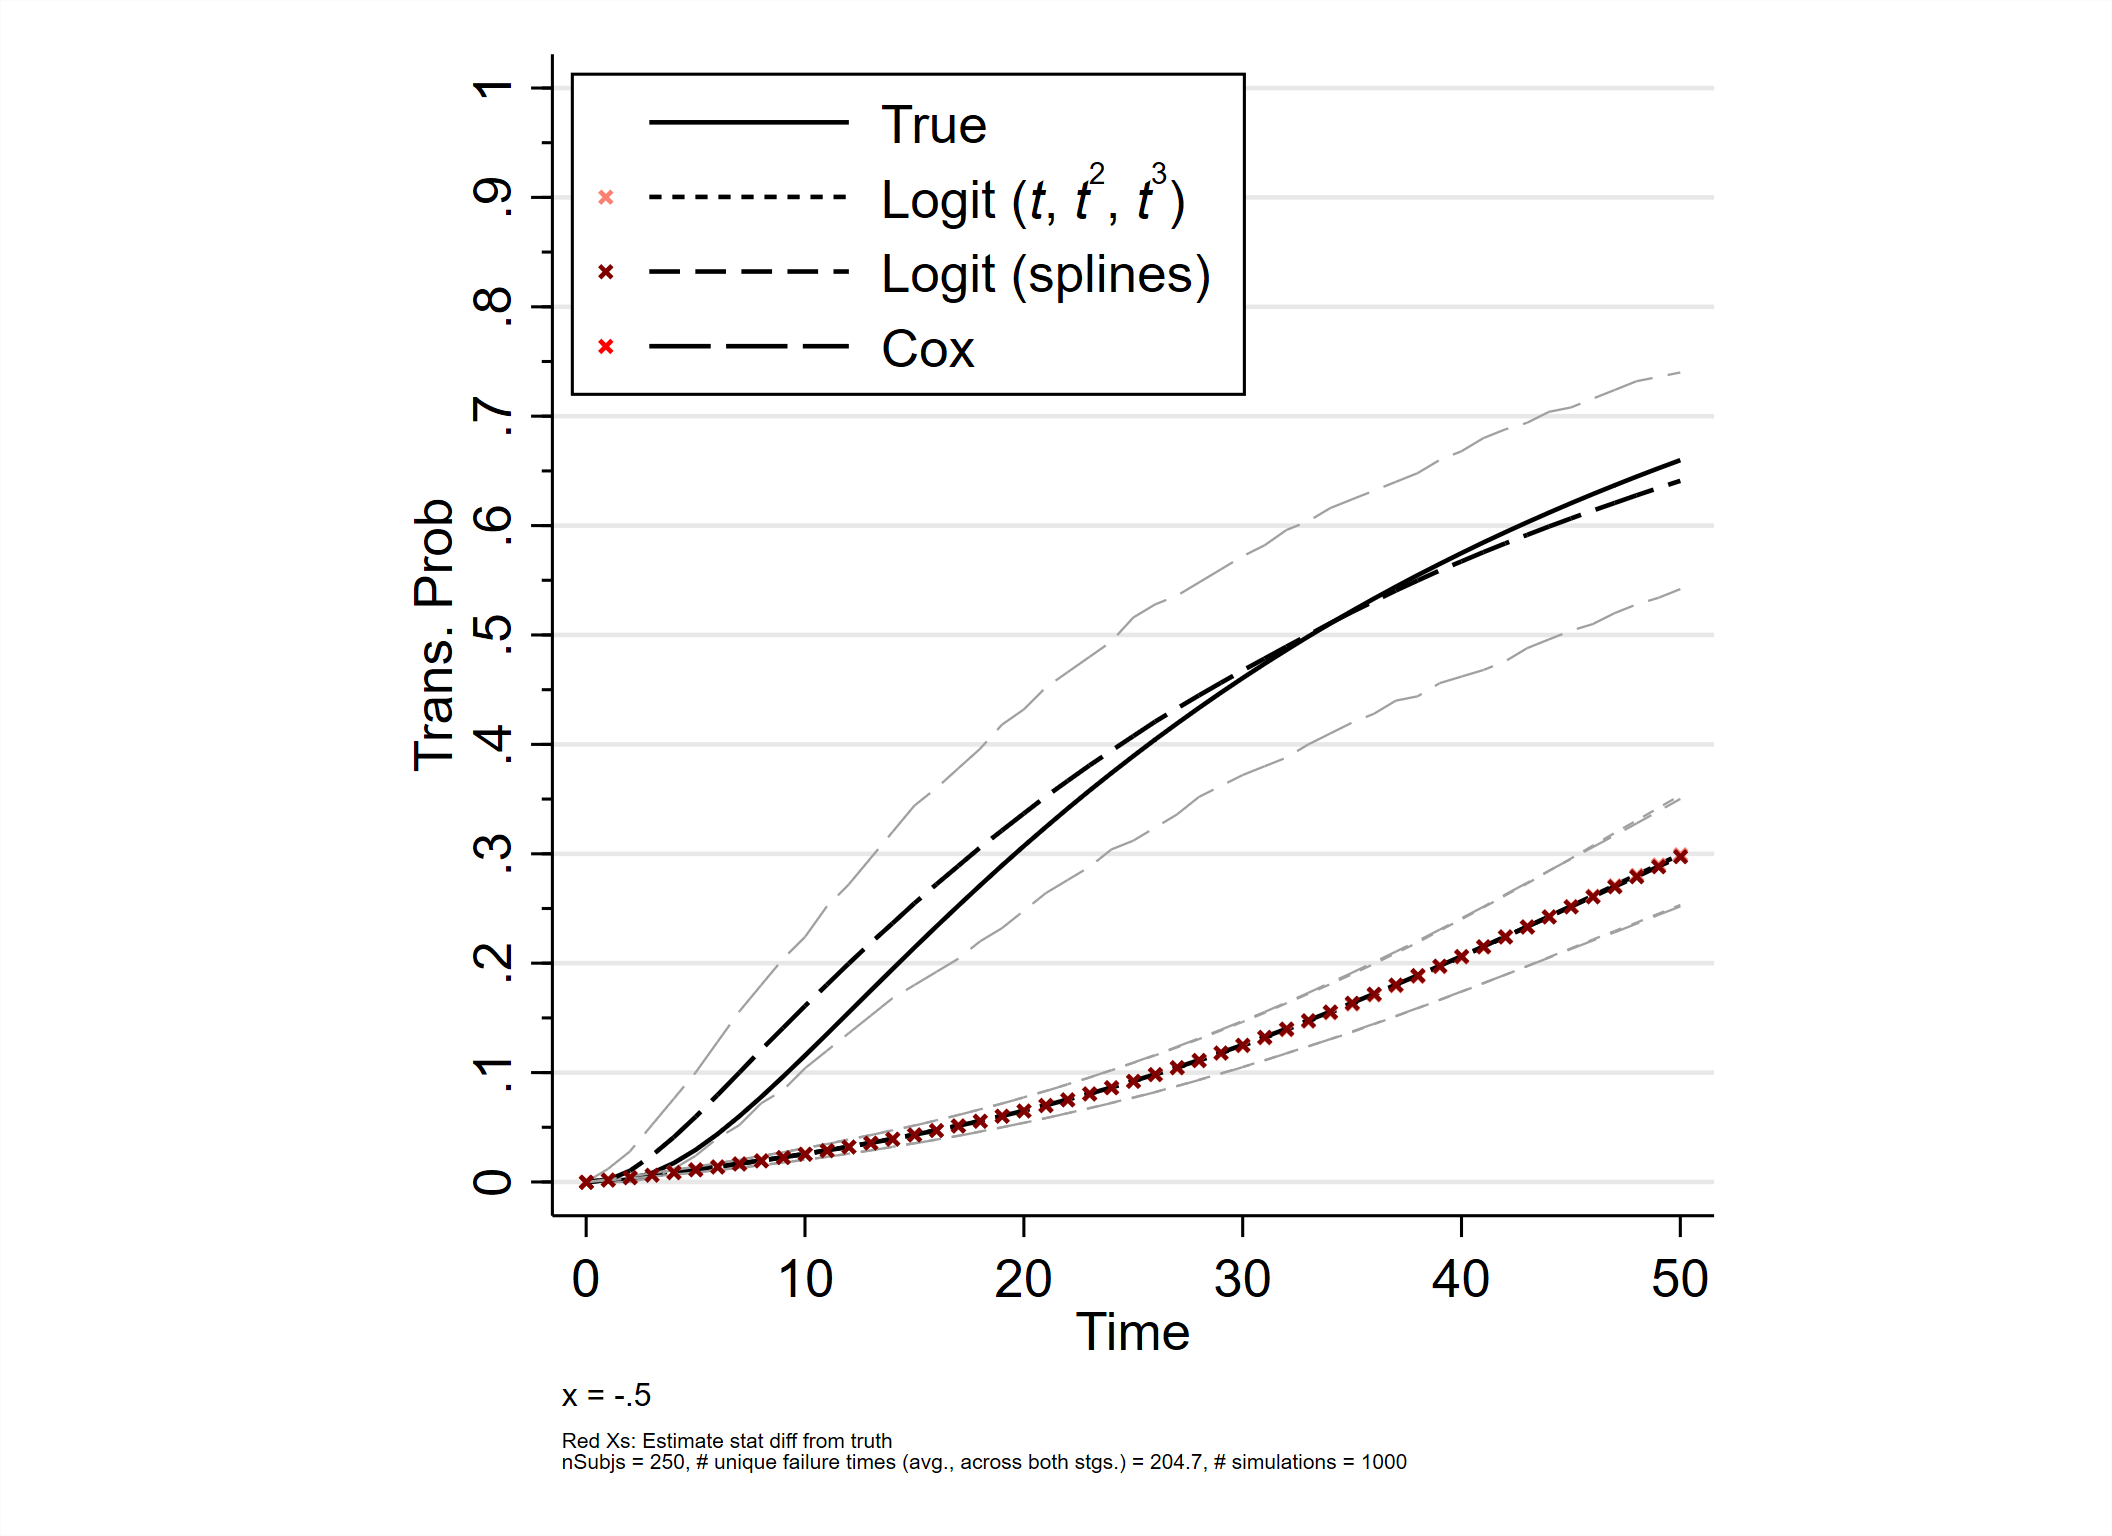 True
Logit (t, t², t³)
Logit (splines)
Cox
Trans. Prob
1
.9
.8
.7
.6
.5
.4
.3
.2
.1
0
0 10 20 30 40 50
Time
x = -.5
Red Xs: Estimate stat diff from truth
nSubjs = 250, # unique failure times (avg., across both stgs.) = 204.7, # simulations = 1000